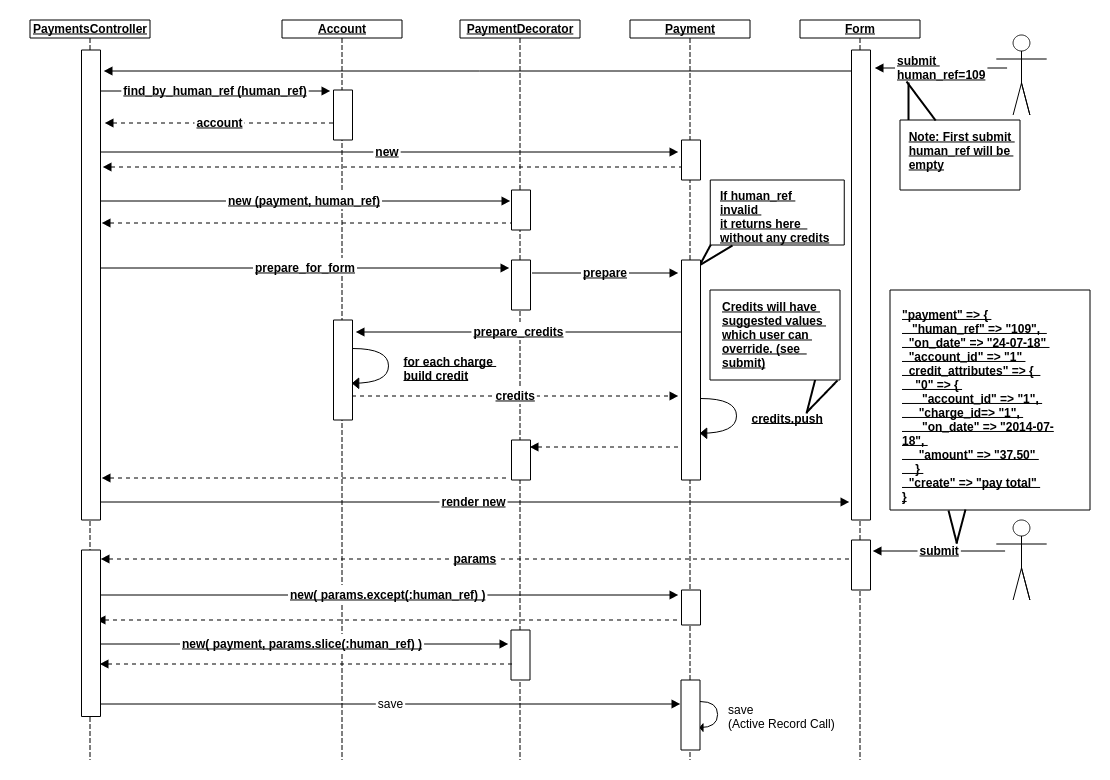 PaymentsController
Account
PaymentDecorator
Payment
Form
submit
human_ref=109
find_by_human_ref (human_ref)
account
Note: First submit
human_ref will be
empty
new
If human_ref
invalid
it returns here
without any credits
new (payment, human_ref)
prepare_for_form
prepare
Credits will have
suggested values
which user can
override. (see
submit)
"payment" => {
"human_ref" => "109",
"on_date" => "24-07-18"
"account_id" => "1"
credit_attributes" => {
"0" => {
"account_id" => "1",
"charge_id=> "1",
"on_date" => "2014-07-
18",
"amount" => "37.50"
}
"create" => "pay total"
}
prepare_credits
for each charge
build credit
credits
credits.push
render new
submit
params
new( params.except(:human_ref) )
new( payment, params.slice(:human_ref) )
save
save
(Active Record Call)